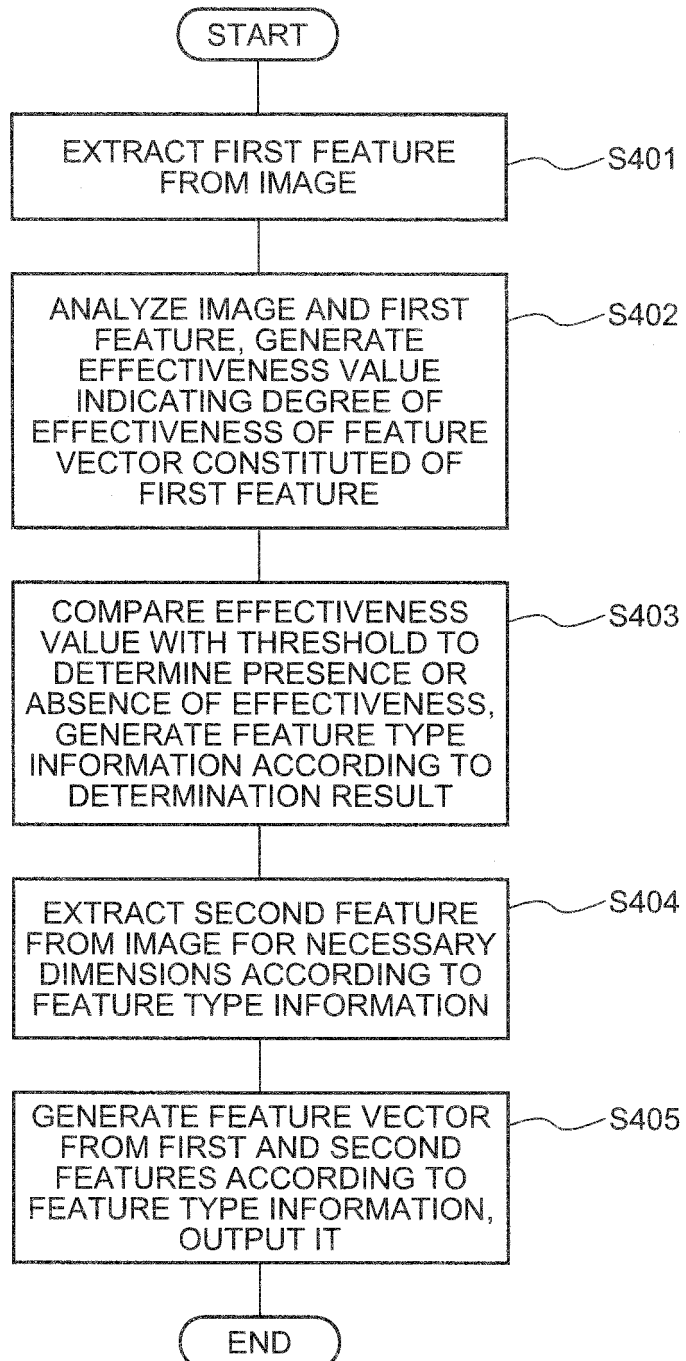 START
EXTRACT FIRST FEATURE
FROM IMAGE
S401
ANALYZE IMAGE AND FIRST
FEATURE, GENERATE
EFFECTIVENESS VALUE
INDICATING DEGREE OF
EFFECTIVENESS OF FEATURE
VECTOR CONSTITUTED OF
FIRST FEATURE
S402
COMPARE EFFECTIVENESS
VALUE WITH THRESHOLD TO
DETERMINE PRESENCE OR
ABSENCE OF EFFECTIVENESS,
GENERATE FEATURE TYPE
INFORMATION ACCORDING TO
DETERMINATION RESULT
S403
EXTRACT SECOND FEATURE
FROM IMAGE FOR NECESSARY
DIMENSIONS ACCORDING TO
FEATURE TYPE INFORMATION
S404
GENERATE FEATURE VECTOR
FROM FIRST AND SECOND
FEATURES ACCORDING TO
FEATURE TYPE INFORMATION,
OUTPUT IT
S405
END